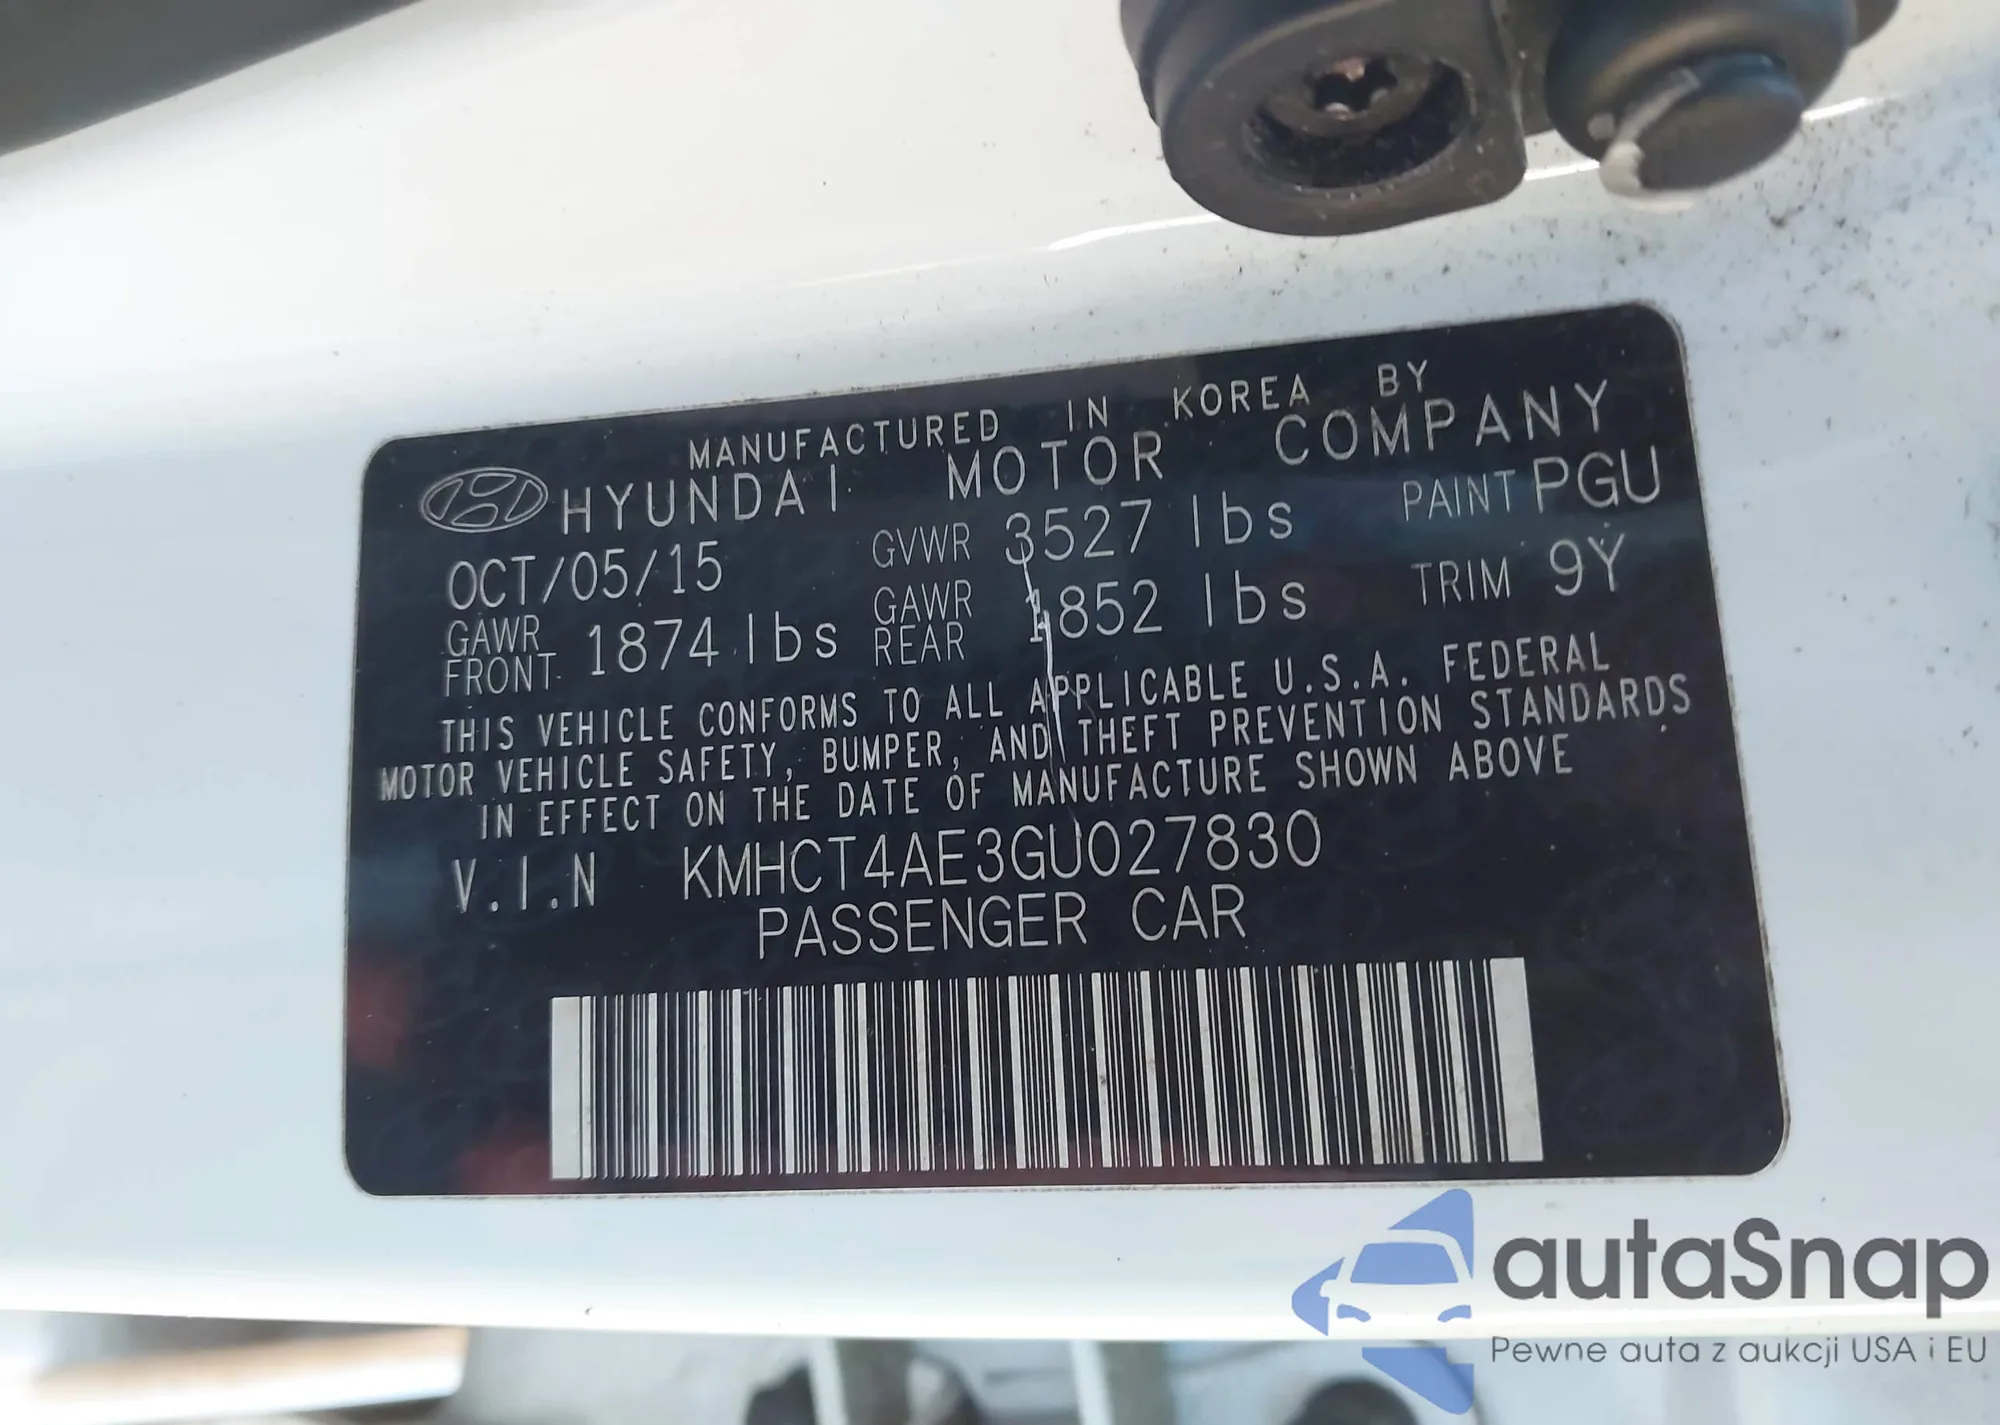 MANUFACTURED IN KOREA BY
HYUNDAI MOTOR COMPANY
OCT/05/15 GVWR 3527 lbs PAINT PGU
GAWR FRONT 1874 lbs GAWR REAR 1852 lbs TRIM 9Y
THIS VEHICLE CONFORMS TO ALL APPLICABLE U.S.A. FEDERAL
MOTOR VEHICLE SAFETY, BUMPER, AND THEFT PREVENTION STANDARDS
IN EFFECT ON THE DATE OF MANUFACTURE SHOWN ABOVE
V.I.N KMHCT4AE3GU027830
PASSENGER CAR
autaSnap
Pewne auta z aukcji USA i EU